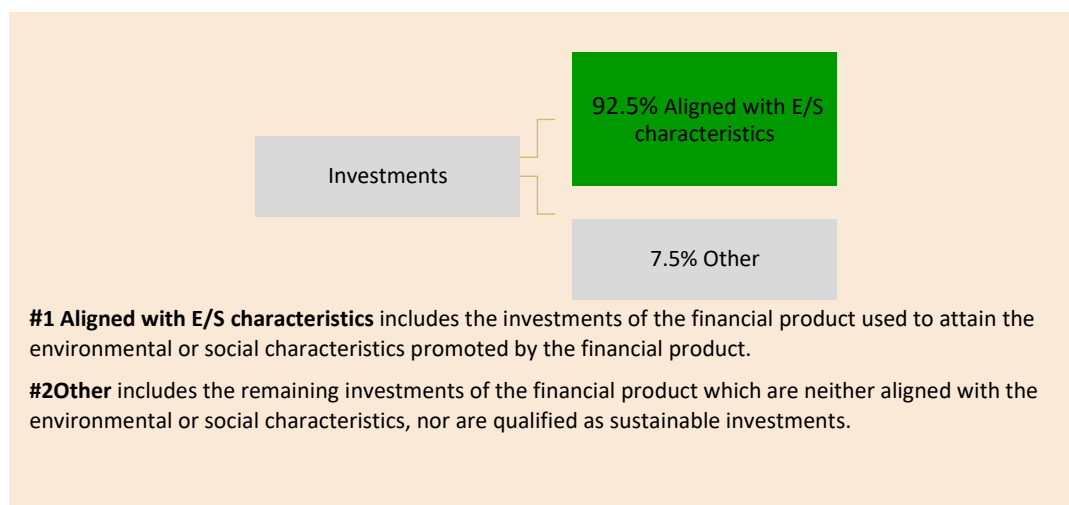 92.5% Aligned with E/S
characteristics
Investments
7.5% Other
#1 Aligned with E/S characteristics includes the investments of the financial product used to attain the
environmental or social characteristics promoted by the financial product.
#2Other includes the remaining investments of the financial product which are neither aligned with the
environmental or social characteristics, nor are qualified as sustainable investments.